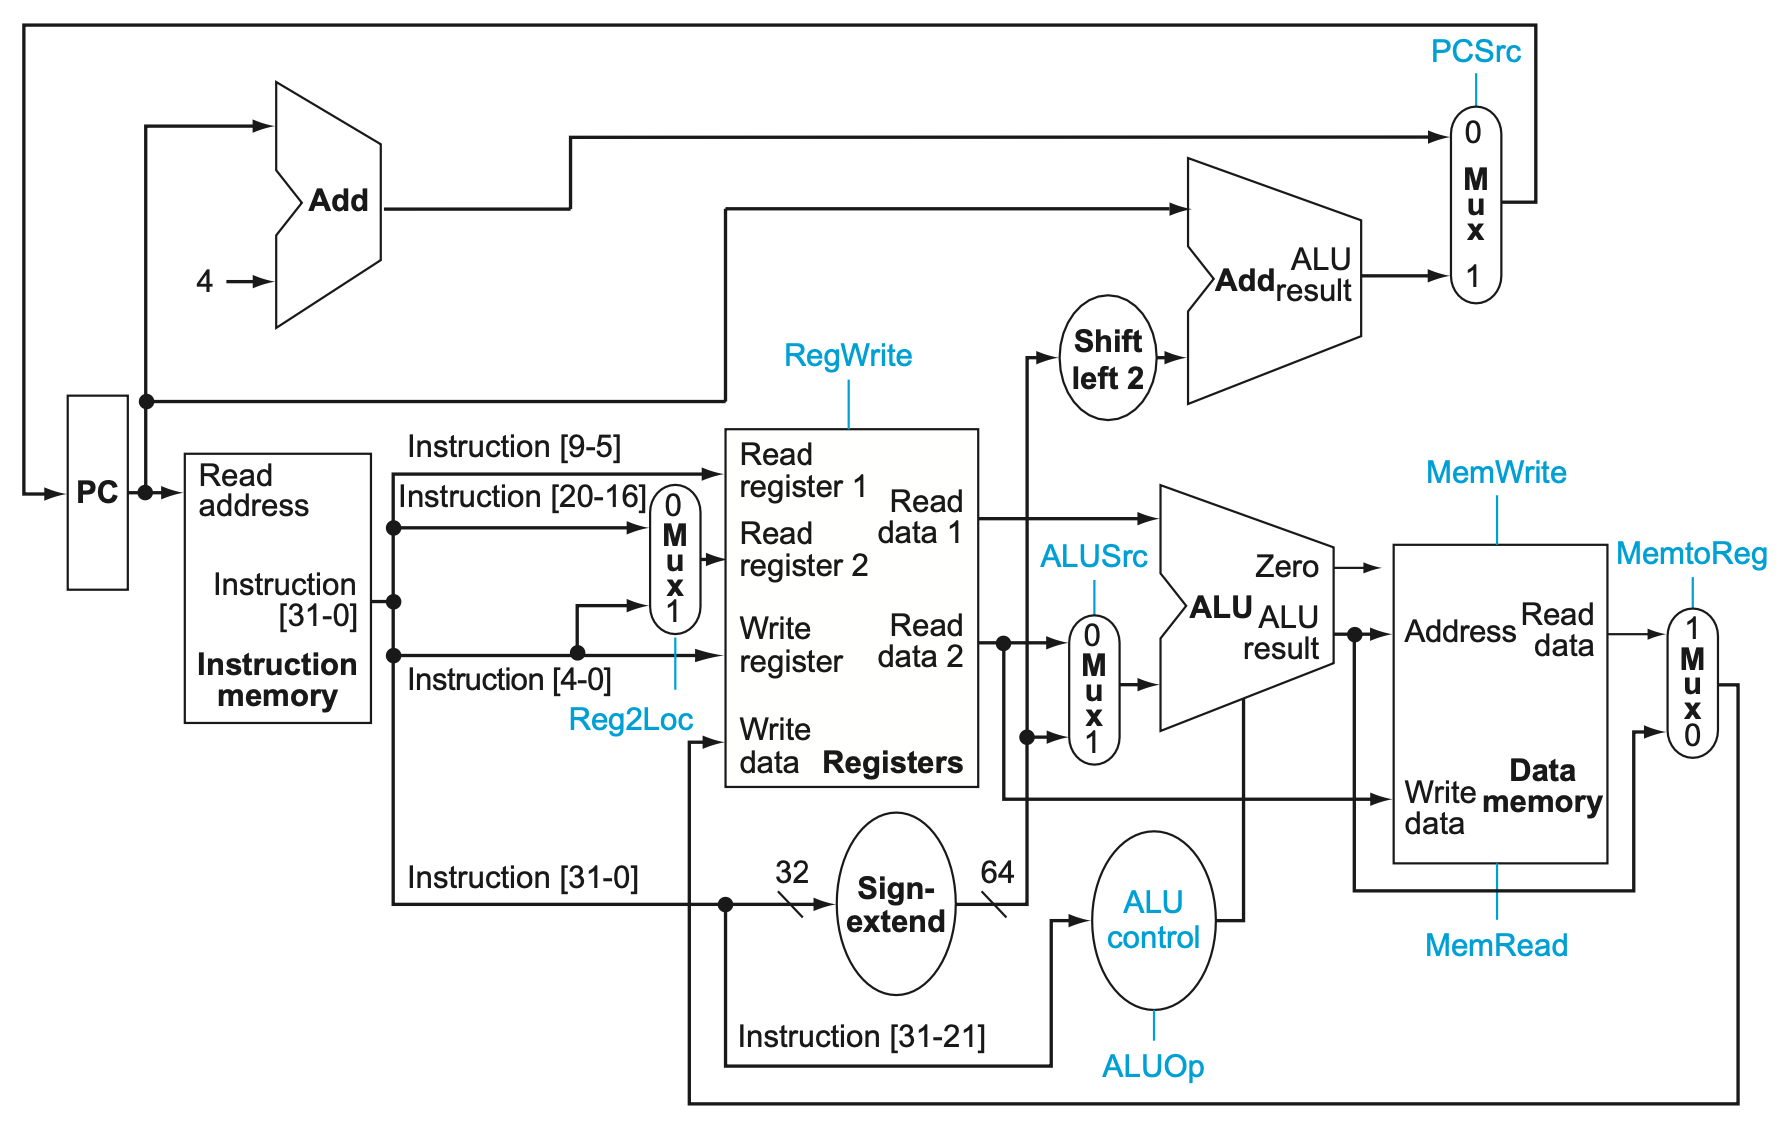 PCSrc
0
M
u
x
1
Add
4
Add
ALU
result
Shift
left 2
RegWrite
PC
Read
address
Instruction
[31-0]
Instruction
memory
Instruction [9-5]
Instruction [20-16]
Instruction [4-0]
0
M
u
x
1
Reg2Loc
Read
register 1
Read
register 2
Write
register
Write
data
Read
data 1
Read
data 2
Registers
ALUSrc
0
M
u
x
1
Zero
ALU
ALU
result
MemWrite
Address
Read
data
Write
data
Data
memory
MemRead
MemtoReg
1
M
u
x
0
Instruction [31-0]
32
Sign-
extend
64
ALU
control
Instruction [31-21]
ALUOp